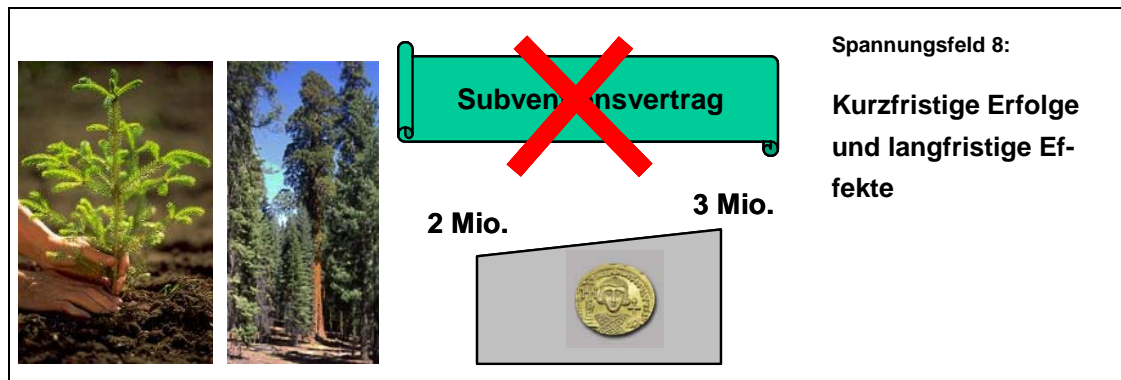 Subventionsvertrag
2 Mio.
3 Mio.
Spannungsfeld 8:
Kurzfristige Erfolge
und langfristige Ef-
fekte